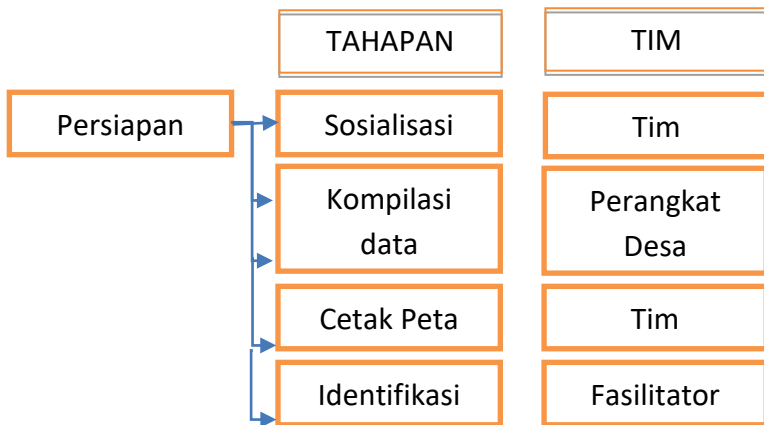 TAHAPAN
TIM
Persiapan
Sosialisasi
Tim
Kompilasi
data
Perangkat
Desa
Cetak Peta
Tim
Identifikasi
Fasilitator